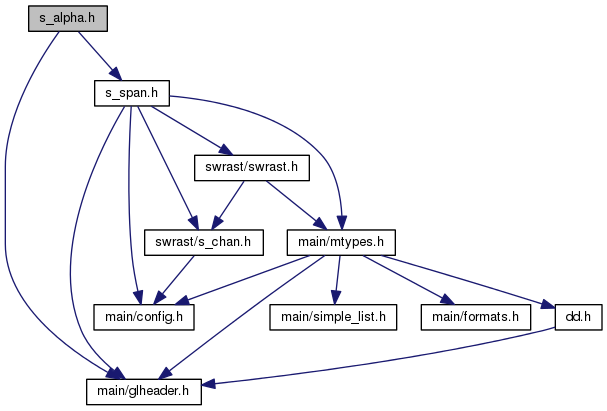 s_alpha.h
s_span.h
swrast/swrast.h
swrast/s_chan.h
main/mtypes.h
main/config.h
main/simple_list.h
main/formats.h
dd.h
main/glheader.h